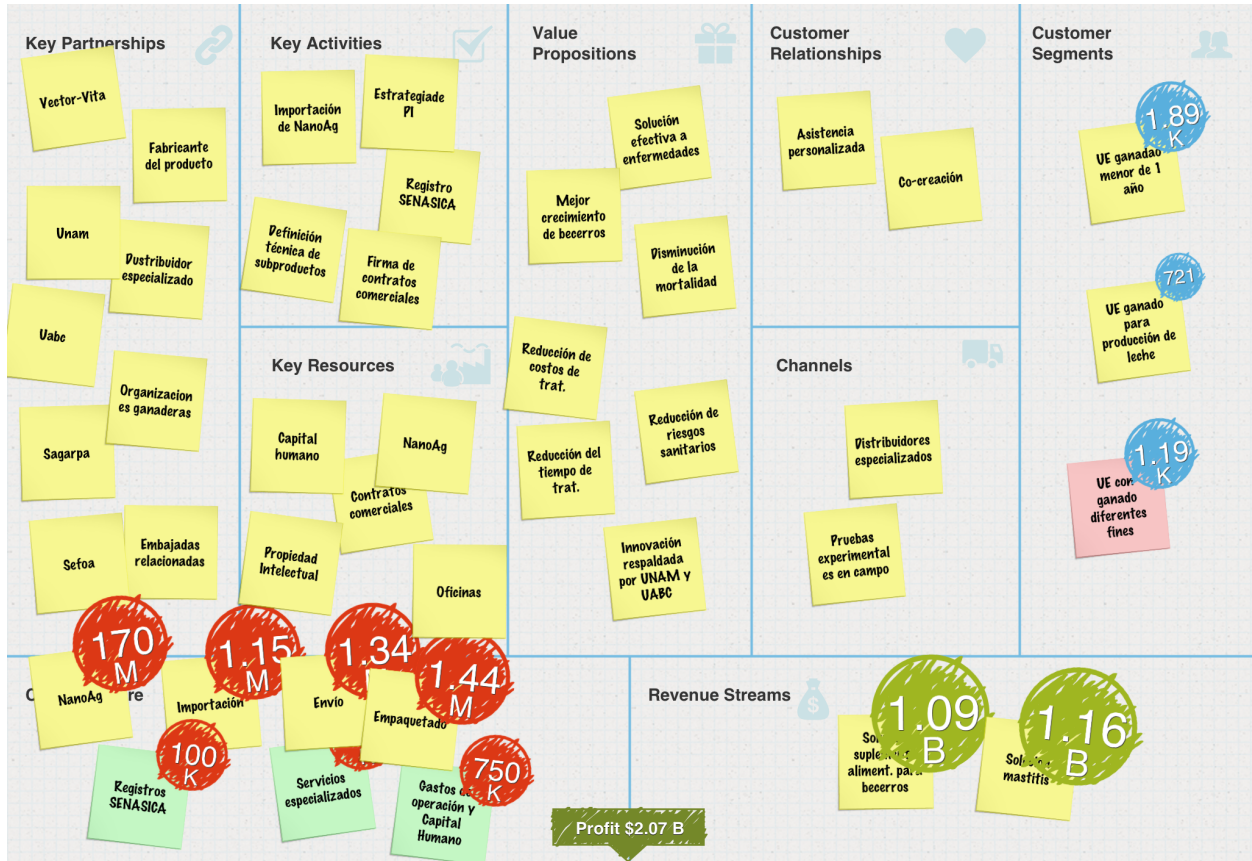 Key Partnerships
Vector-Vita
Fabricante
del producto
Unam
Dustribuidor
especializado
Uabc
Organizacion
es ganaderas
Sagarpa
Sefoa
Embajadas
relacionadas
Key Activities
Importación
de NanoAg
Estrategiade
PI
Registro
SENASICA
Definición
técnica de
subproductos
Firma de
contratos
comerciales
Key Resources
Capital
humano
NanoAg
Contratos
comerciales
Propiedad
Intelectual
Oficinas
Value
Propositions
Solución
efectiva a
enfermedades
Mejor
crecimiento
de becerros
Disminución
de la
mortalidad
Reducción de
costos de
trat.
Reducción de
riesgos
sanitarios
Reducción del
tiempo de
trat.
Innovación
respaldada
por UNAM y
UABC
Customer
Relationships
Asistencia
personalizada
Co-creación
Channels
Distribuidores
especializados
Pruebas
experimental
es en campo
Customer
Segments
1.89
K
UE ganadao
menor de 1
año
721
UE ganado
para
producción de
leche
1.19
K
UE con
ganado
diferentes
fines
170
M
NanoAg
1.15
M
Importación
1.34
Envío
1.44
M
Empaquetado
100
K
Registros
SENASICA
Servicios
especializados
750
K
Gastos de
operación y
Capital
Humano
Revenue Streams
1.09
B
aliment. para
becerros
1.16
B
mastitis
Profit $2.07 B